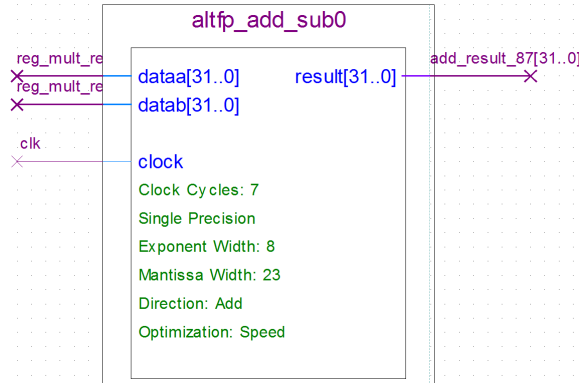 altfp_add_sub0
reg_mult_re
dataa[31..0]
result[31..0]
add_result_87[31..0]
reg_mult_re
datab[31..0]
clk
clock
Clock Cycles: 7
Single Precision
Exponent Width: 8
Mantissa Width: 23
Direction: Add
Optimization: Speed